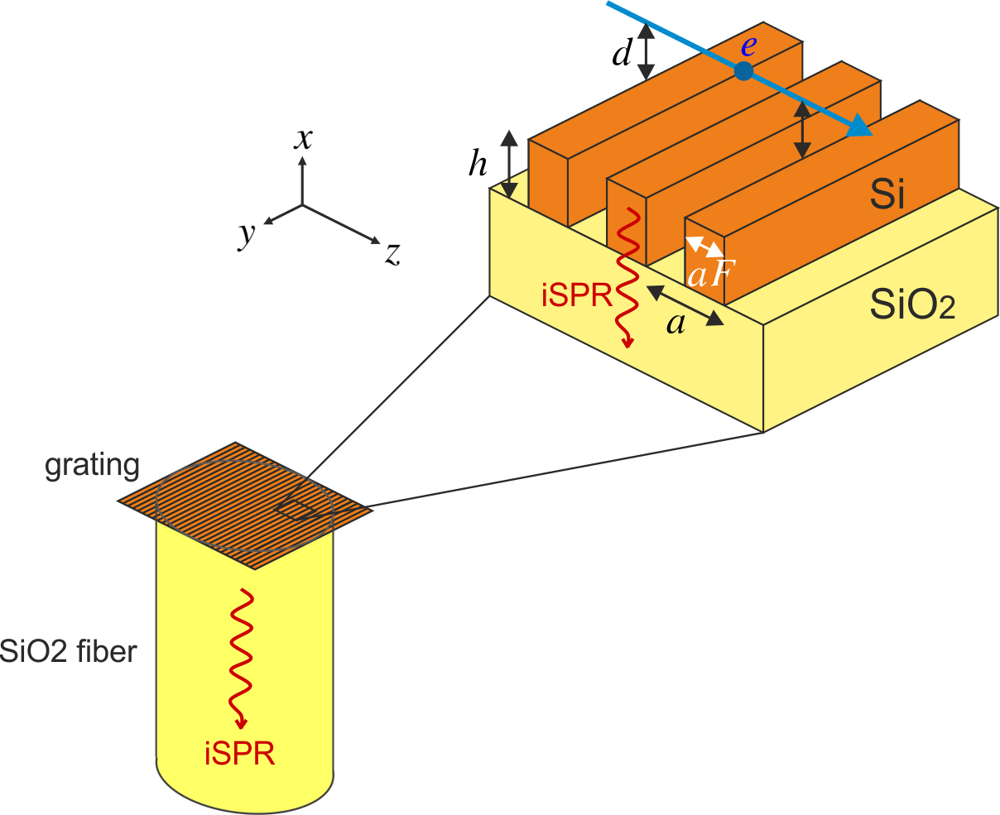 e
d
x
h
y
z
Si
aF
iSPR
a
SiO2
grating
SiO2 fiber
iSPR